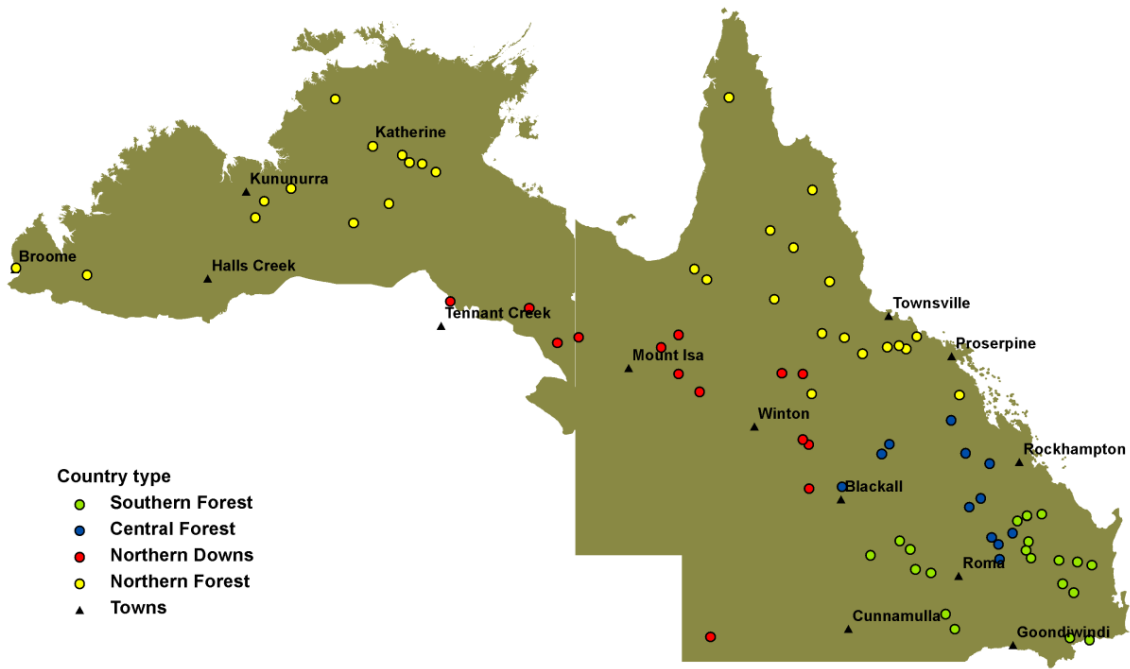 Katherine
Kununurra
Broome
Halls Creek
Tennant Creek
Townsville
Proserpine
Mount Isa
Winton
Rockhampton
Blackall
Roma
Cunnamulla
Goondiwindi
Country type
Southern Forest
Central Forest
Northern Downs
Northern Forest
Towns